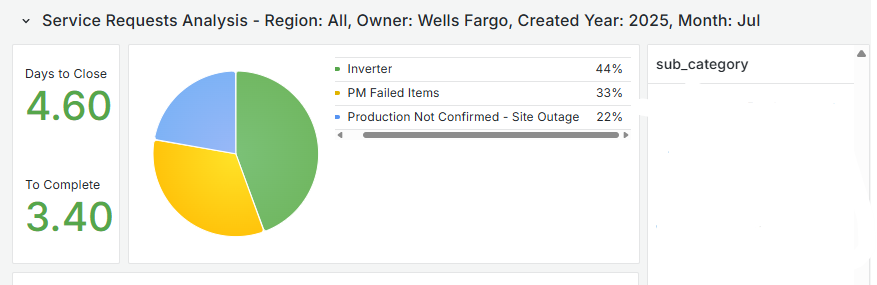 Service Requests Analysis - Region: All, Owner: Wells Fargo, Created Year: 2025, Month: Jul
Days to Close
4.60
To Complete
3.40
Inverter 44%
PM Failed Items 33%
Production Not Confirmed - Site Outage 22%
sub_category